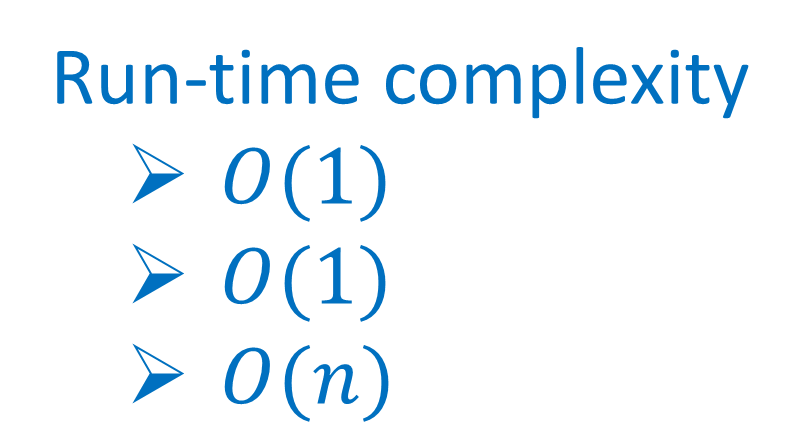 Run-time complexity
➢ O(1)
➢ O(1)
➢ O(n)